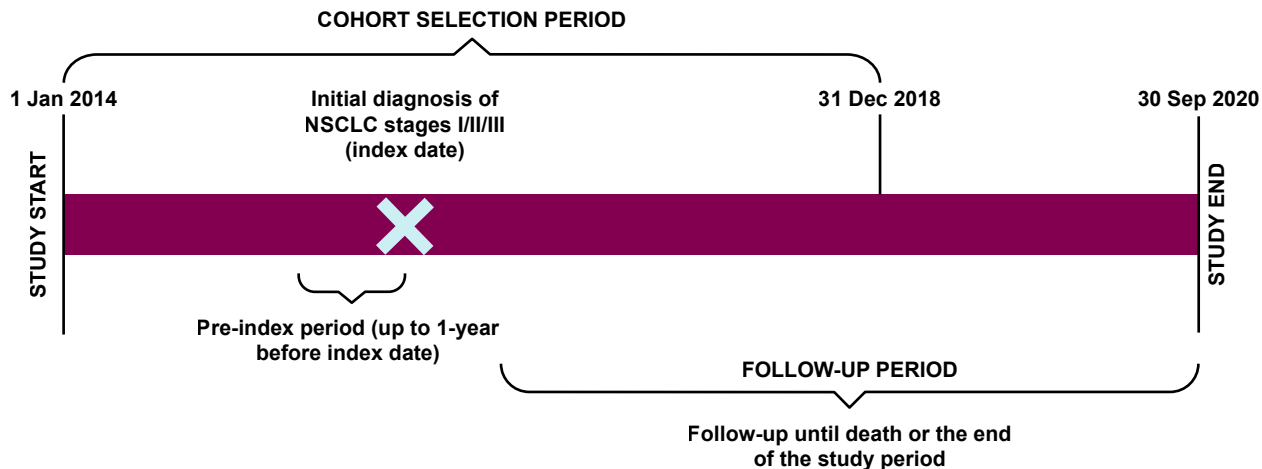 COHORT SELECTION PERIOD
1 Jan 2014
Initial diagnosis of
NSCLC stages I/II/III
(index date)
31 Dec 2018
30 Sep 2020
STUDY START
STUDY END
Pre-index period (up to 1-year
before index date)
FOLLOW-UP PERIOD
Follow-up until death or the end
of the study period